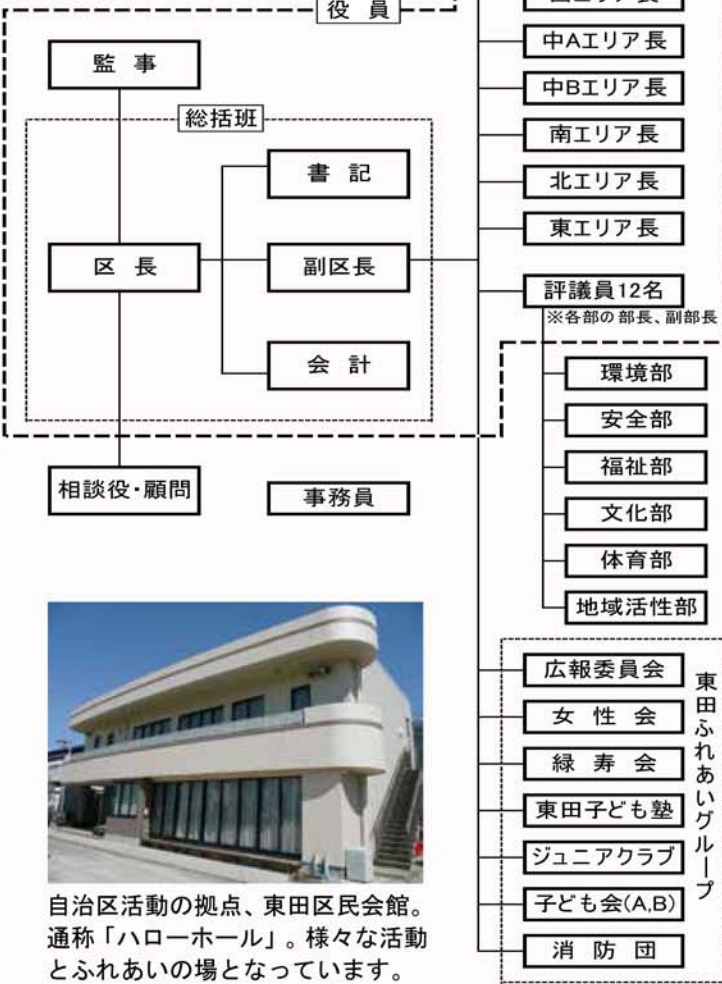 役 員
監 事
総括班
書 記
区 長
副区長
会 計
相談役・顧問
事務員
中Aエリア長
中Bエリア長
南エリア長
北エリア長
東エリア長
評議員12名
※各部の部長、副部長
環境部
安全部
福祉部
文化部
体育部
地域活性部
広報委員会
女 性 会
緑 寿 会
東田子ども塾
ジュニアクラブ
子ども会(A,B)
消 防 団
東田ふれあいグループ
自治区活動の拠点、東田区民会館。
通称「ハローホール」。様々な活動
とふれあいの場となっています。